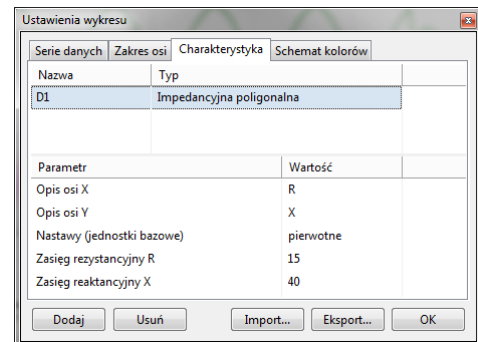 Ustawienia wykresu
Serie danych Zakres osi Charakterystyka Schemat kolorów
Nazwa Typ
D1 Impedancyjna poligonalna
Parametr Wartość
Opis osi X R
Opis osi Y X
Nastawy (jednostki bazowe) pierwotne
Zasięg rezystancyjny R 15
Zasięg reaktancyjny X 40
Dodaj Usuń Import... Eksport... OK